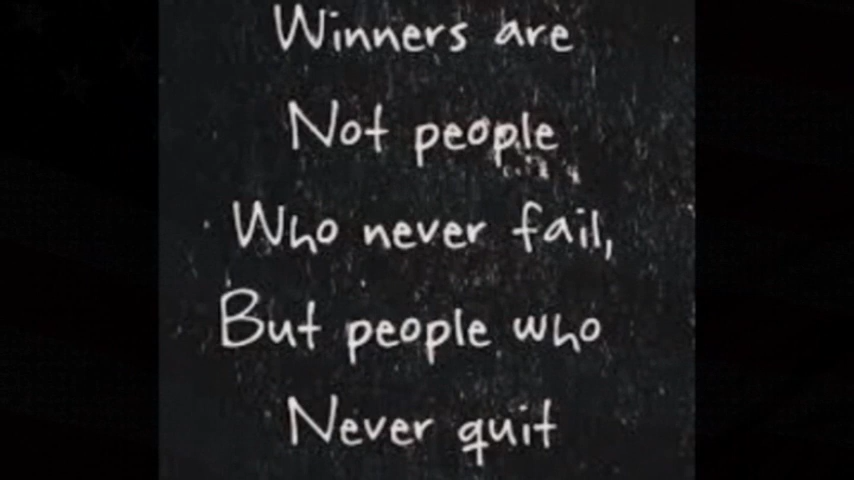 Winners are
Not people
Who never fail,
But people who
Never quit